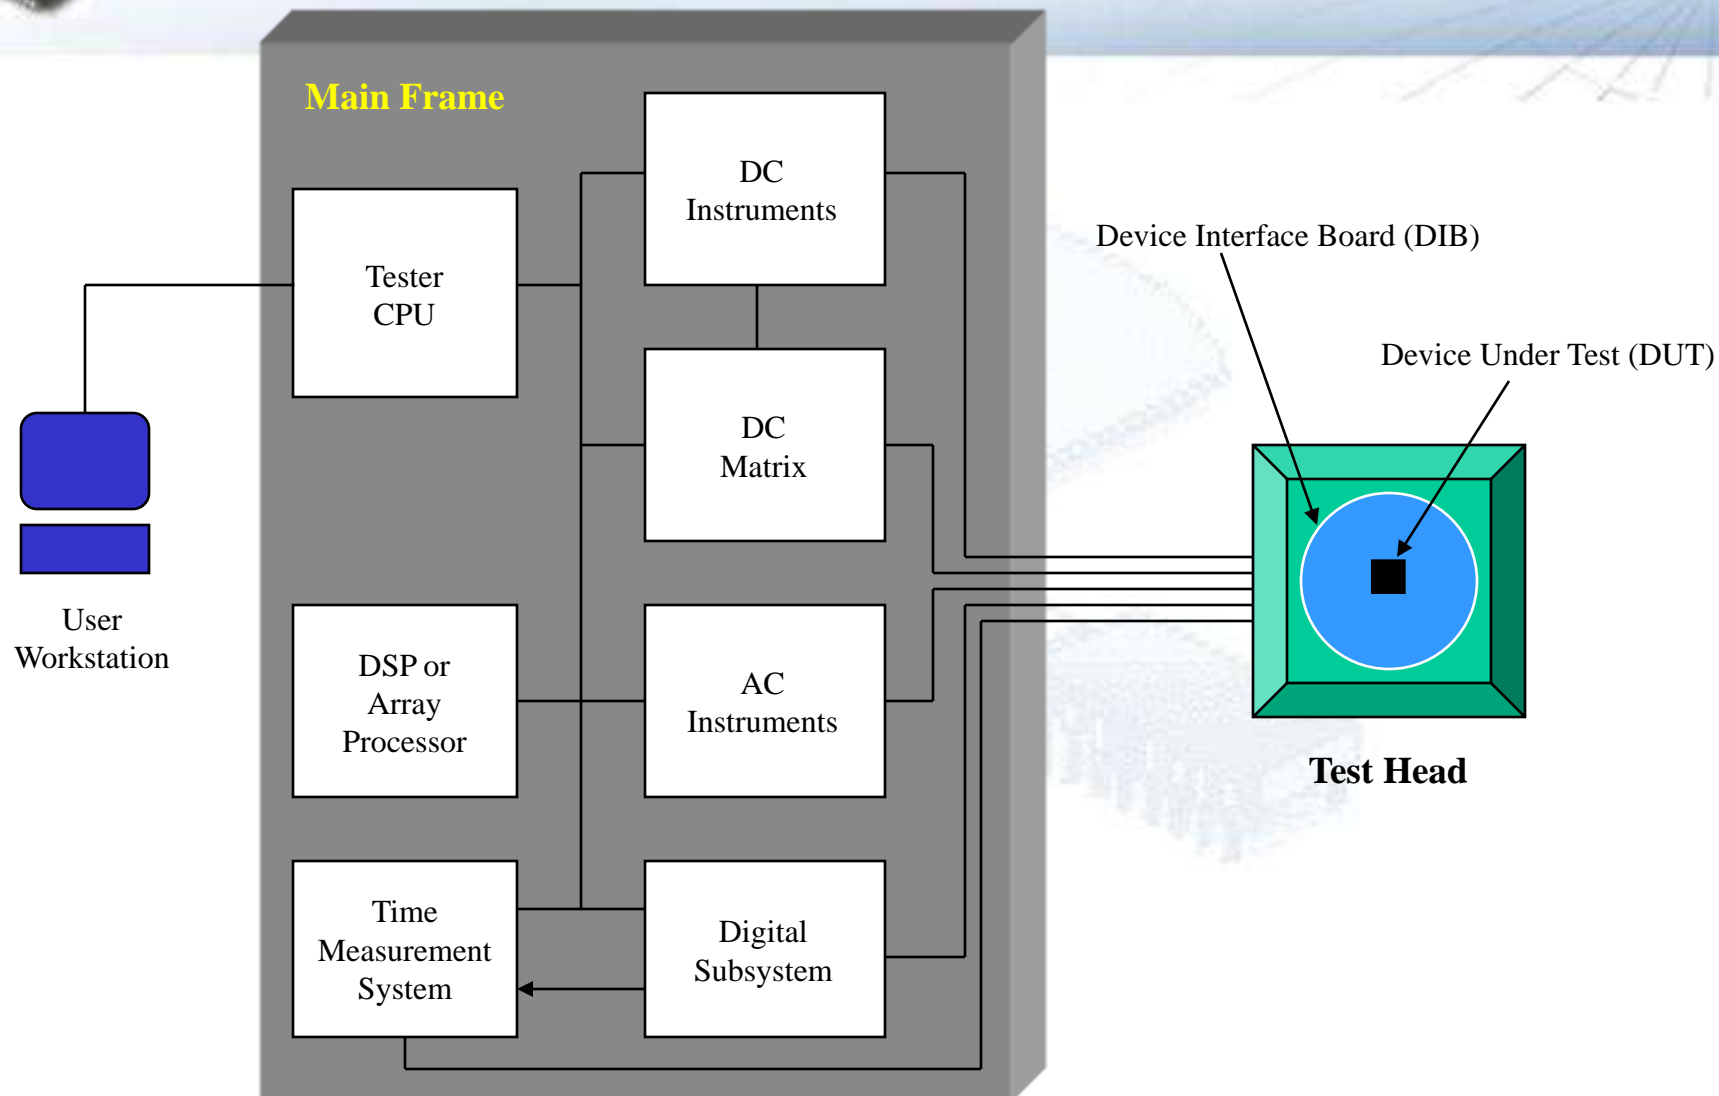 Main Frame
DC
Instruments
Tester
CPU
Device Interface Board (DIB)
Device Under Test (DUT)
DC
Matrix
User
Workstation
DSP or
Array
Processor
AC
Instruments
Test Head
Time
Measurement
System
Digital
Subsystem